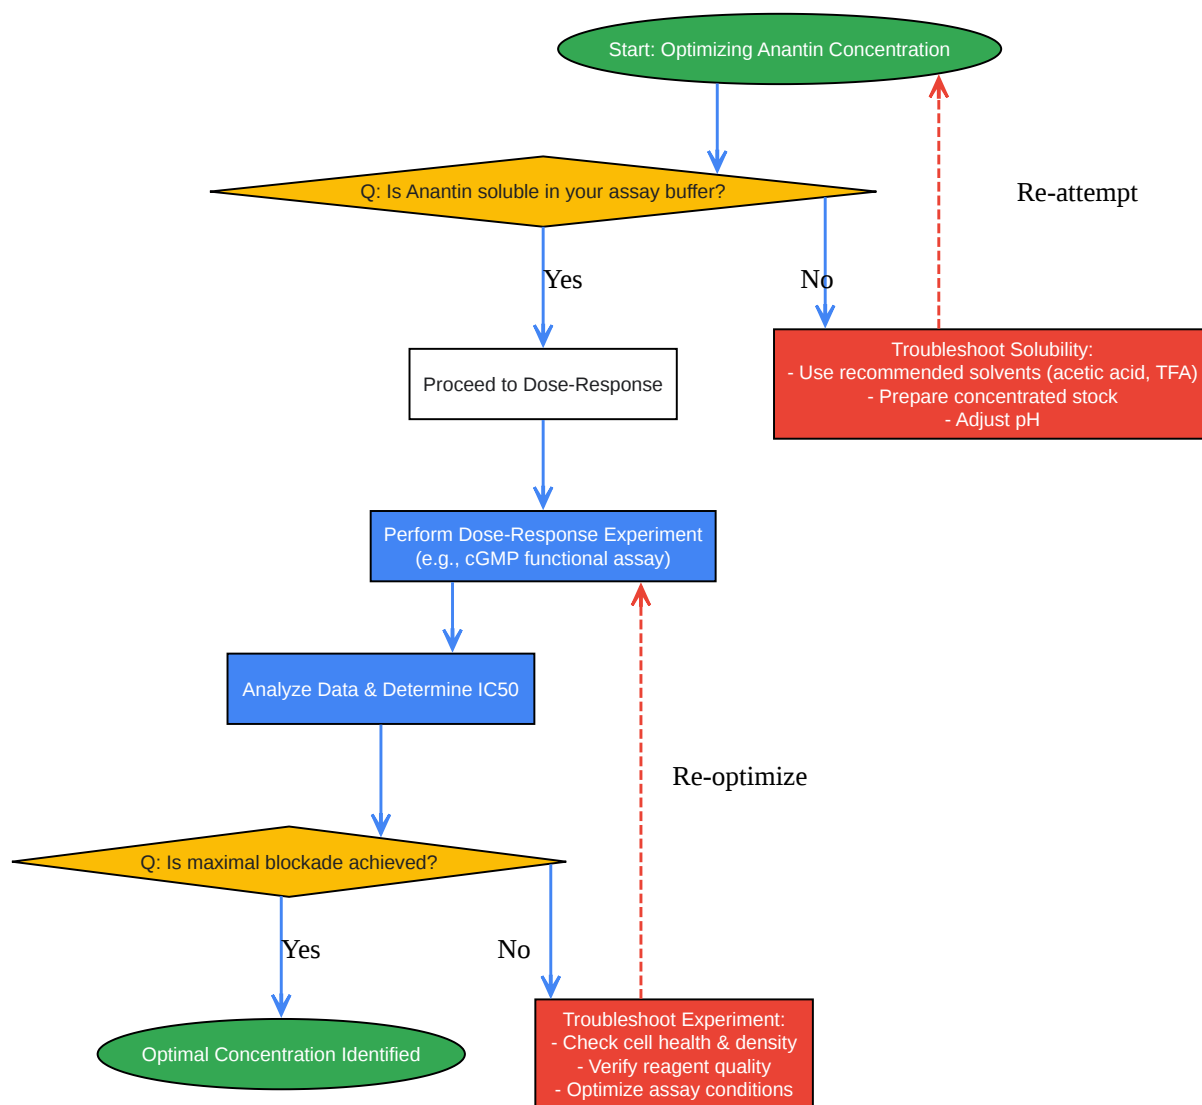 Start: Optimizing Anantin Concentration
Q: Is Anantin soluble in your assay buffer?
Re-attempt
Yes
No
Troubleshoot Solubility:
- Use recommended solvents (acetic acid, TFA)
- Prepare concentrated stock
- Adjust pH
Proceed to Dose-Response
Perform Dose-Response Experiment
(e.g., cGMP functional assay)
Analyze Data & Determine IC50
Re-optimize
Q: Is maximal blockade achieved?
Yes
No
Optimal Concentration Identified
Troubleshoot Experiment:
- Check cell health & density
- Verify reagent quality
- Optimize assay conditions